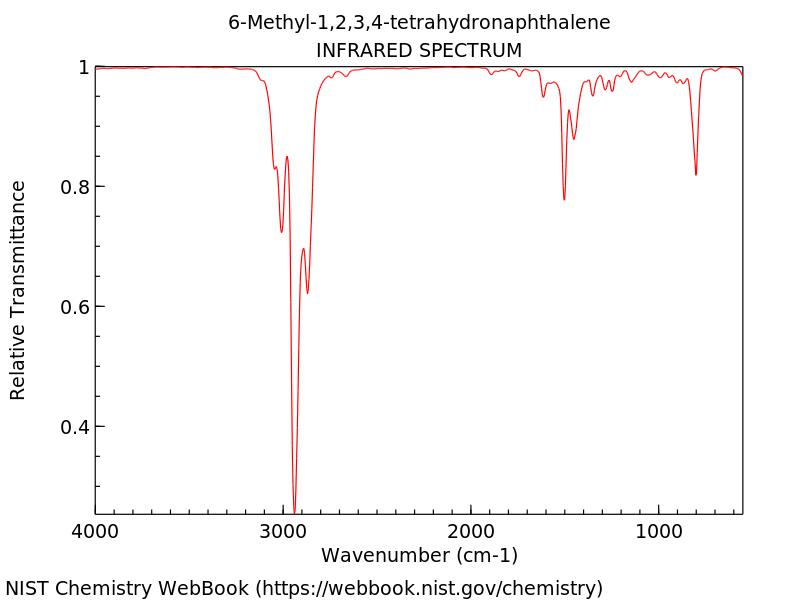 6-Methyl-1,2,3,4-tetrahydronaphthalene
INFRARED SPECTRUM
1
0.8
0.6
0.4
Relative Transmittance
4000 3000 2000 1000
Wavenumber (cm-1)
NIST Chemistry WebBook (https://webbook.nist.gov/chemistry)